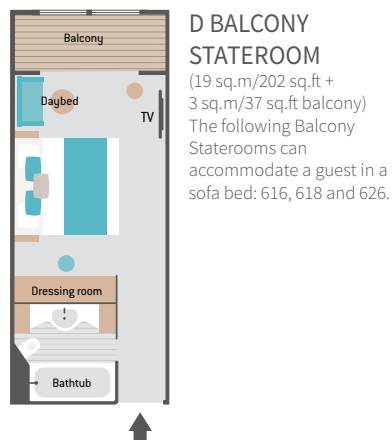 D BALCONY
STATEROOM
(19 sq.m/202 sq.ft +
3 sq.m/37 sq.ft balcony)
The following Balcony
Staterooms can
accommodate a guest in a
sofa bed: 616, 618 and 626.
Balcony
Daybed
TV
Dressing room
Bathtub